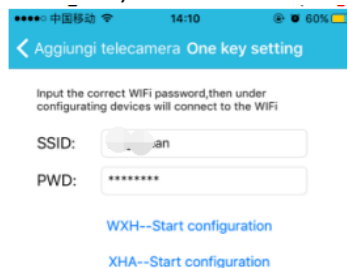 中国移动 14:10 60%
Aggiungi telecamera One key setting
Input the correct WiFi password,then under
configurating devices will connect to the WIFI
SSID:
PWD: ********
WXH--Start configuration
XHA--Start configuration